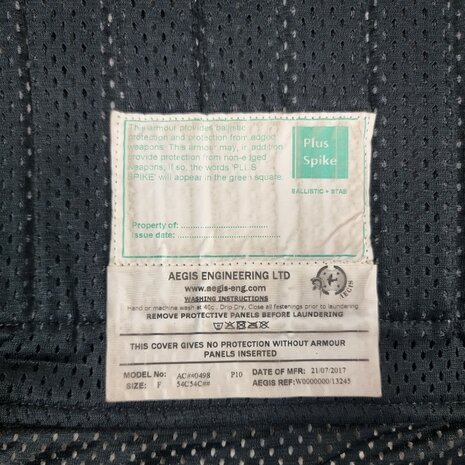 This armour provides ballistic
protection and protection from edged
weapons. This armour may, in addition
provide protection from non-edged
weapons, if so, the words 'PLUS
SPIKE' will appear in the green square.
Plus
Spike
BALLISTIC + STAB
Property of: ..............................
Issue date: ..............................
AEGIS ENGINEERING LTD
www.aegis-eng.com
AEGIS
WASHING INSTRUCTIONS
Hand or machine wash at 40c. Drip Dry, Close all fastenings prior to laundering
REMOVE PROTECTIVE PANELS BEFORE LAUNDERING
THIS COVER GIVES NO PROTECTION WITHOUT ARMOUR
PANELS INSERTED
MODEL No: AC/##0498 P10 DATE OF MFR: 21/07/2017
SIZE: F 54C54C## AEGIS REF:W0000000/13245